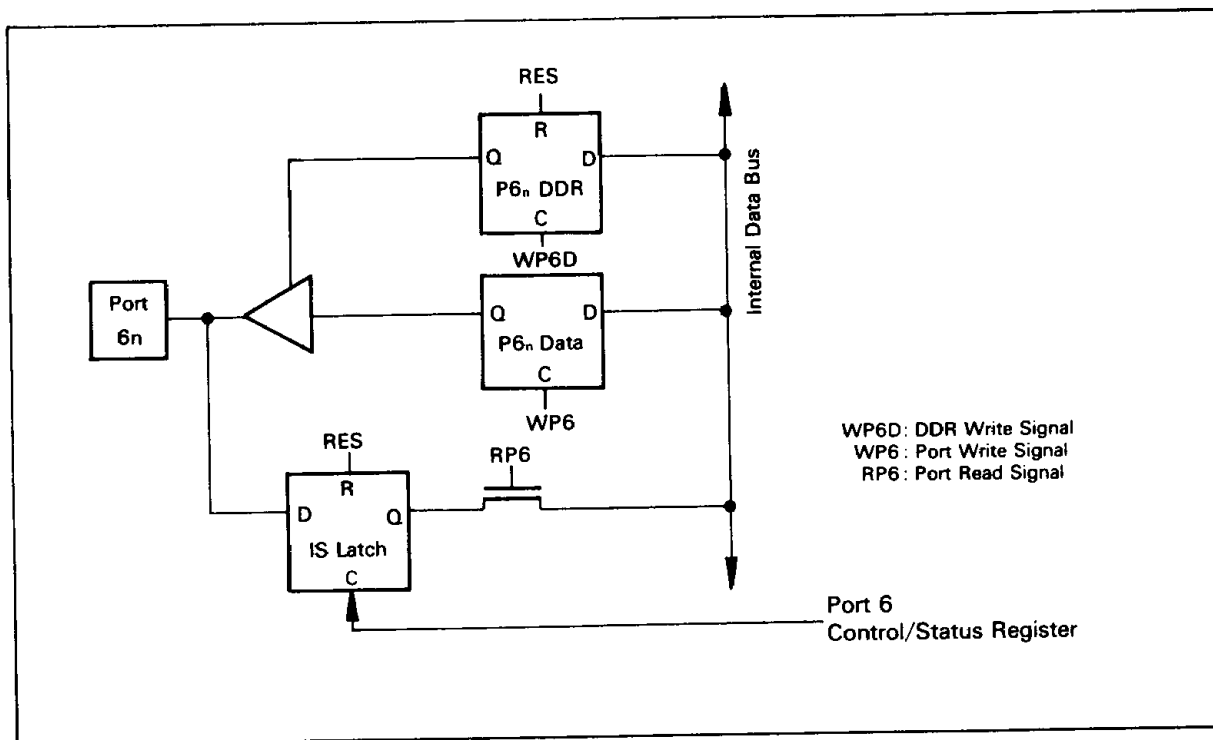 RES
R
Q
D
P6n DDR
C
WP6D
Internal Data Bus
Port
6n
Q
D
P6n Data
C
WP6
RES
RP6
R
D
Q
IS Latch
C
WP6D: DDR Write Signal
WP6 : Port Write Signal
RP6 : Port Read Signal
Port 6
Control/Status Register